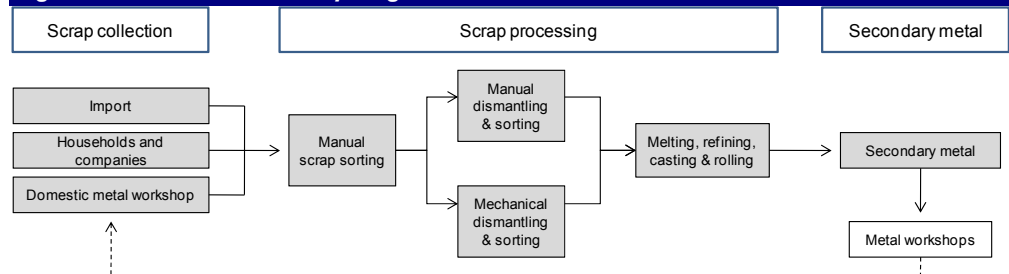 Scrap collection
Scrap processing
Secondary metal
Import
Households and
companies
Domestic metal workshop
Manual
scrap sorting
Manual
dismantling
& sorting
Mechanical
dismantling
& sorting
Melting, refining,
casting & rolling
Secondary metal
Metal workshops